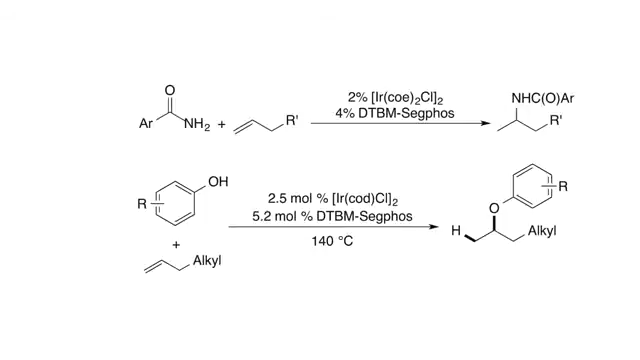 O
Ar NH2 + R'
2% [Ir(coe)2Cl]2
4% DTBM-Segphos
NHC(O)Ar
R'
OH
R
+
Alkyl
2.5 mol % [Ir(cod)Cl]2
5.2 mol % DTBM-Segphos
140 °C
R
O
H Alkyl